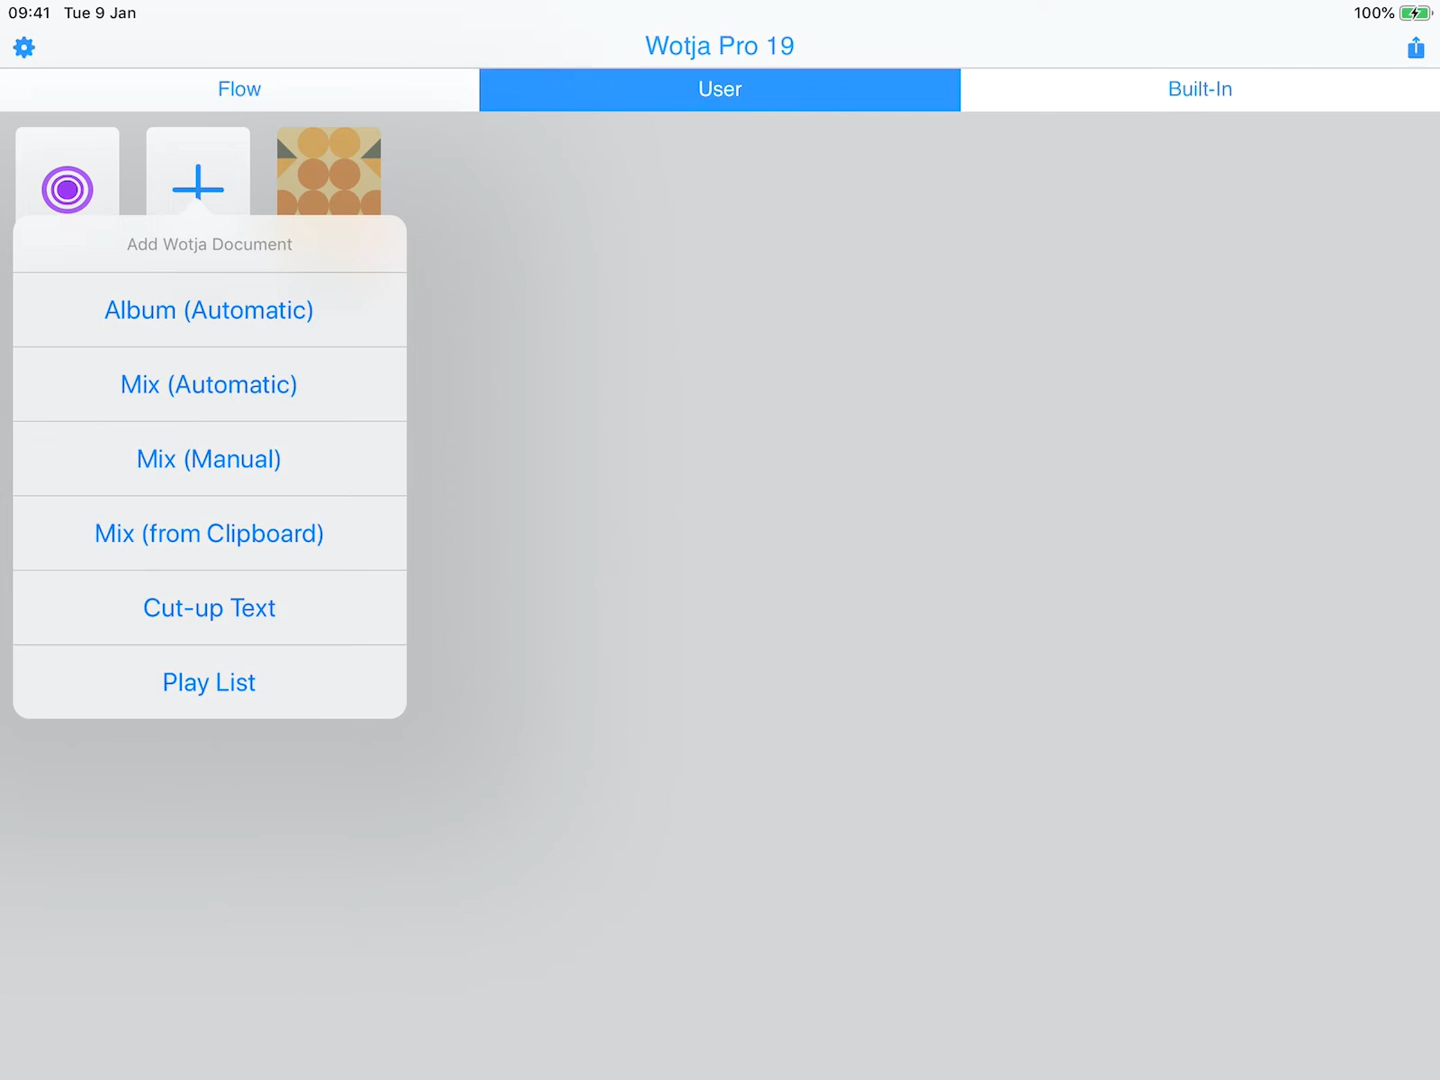 09:41 Tue 9 Jan 100%
Wotja Pro 19
Flow User Built-In
Add Wotja Document
Album (Automatic)
Mix (Automatic)
Mix (Manual)
Mix (from Clipboard)
Cut-up Text
Play List